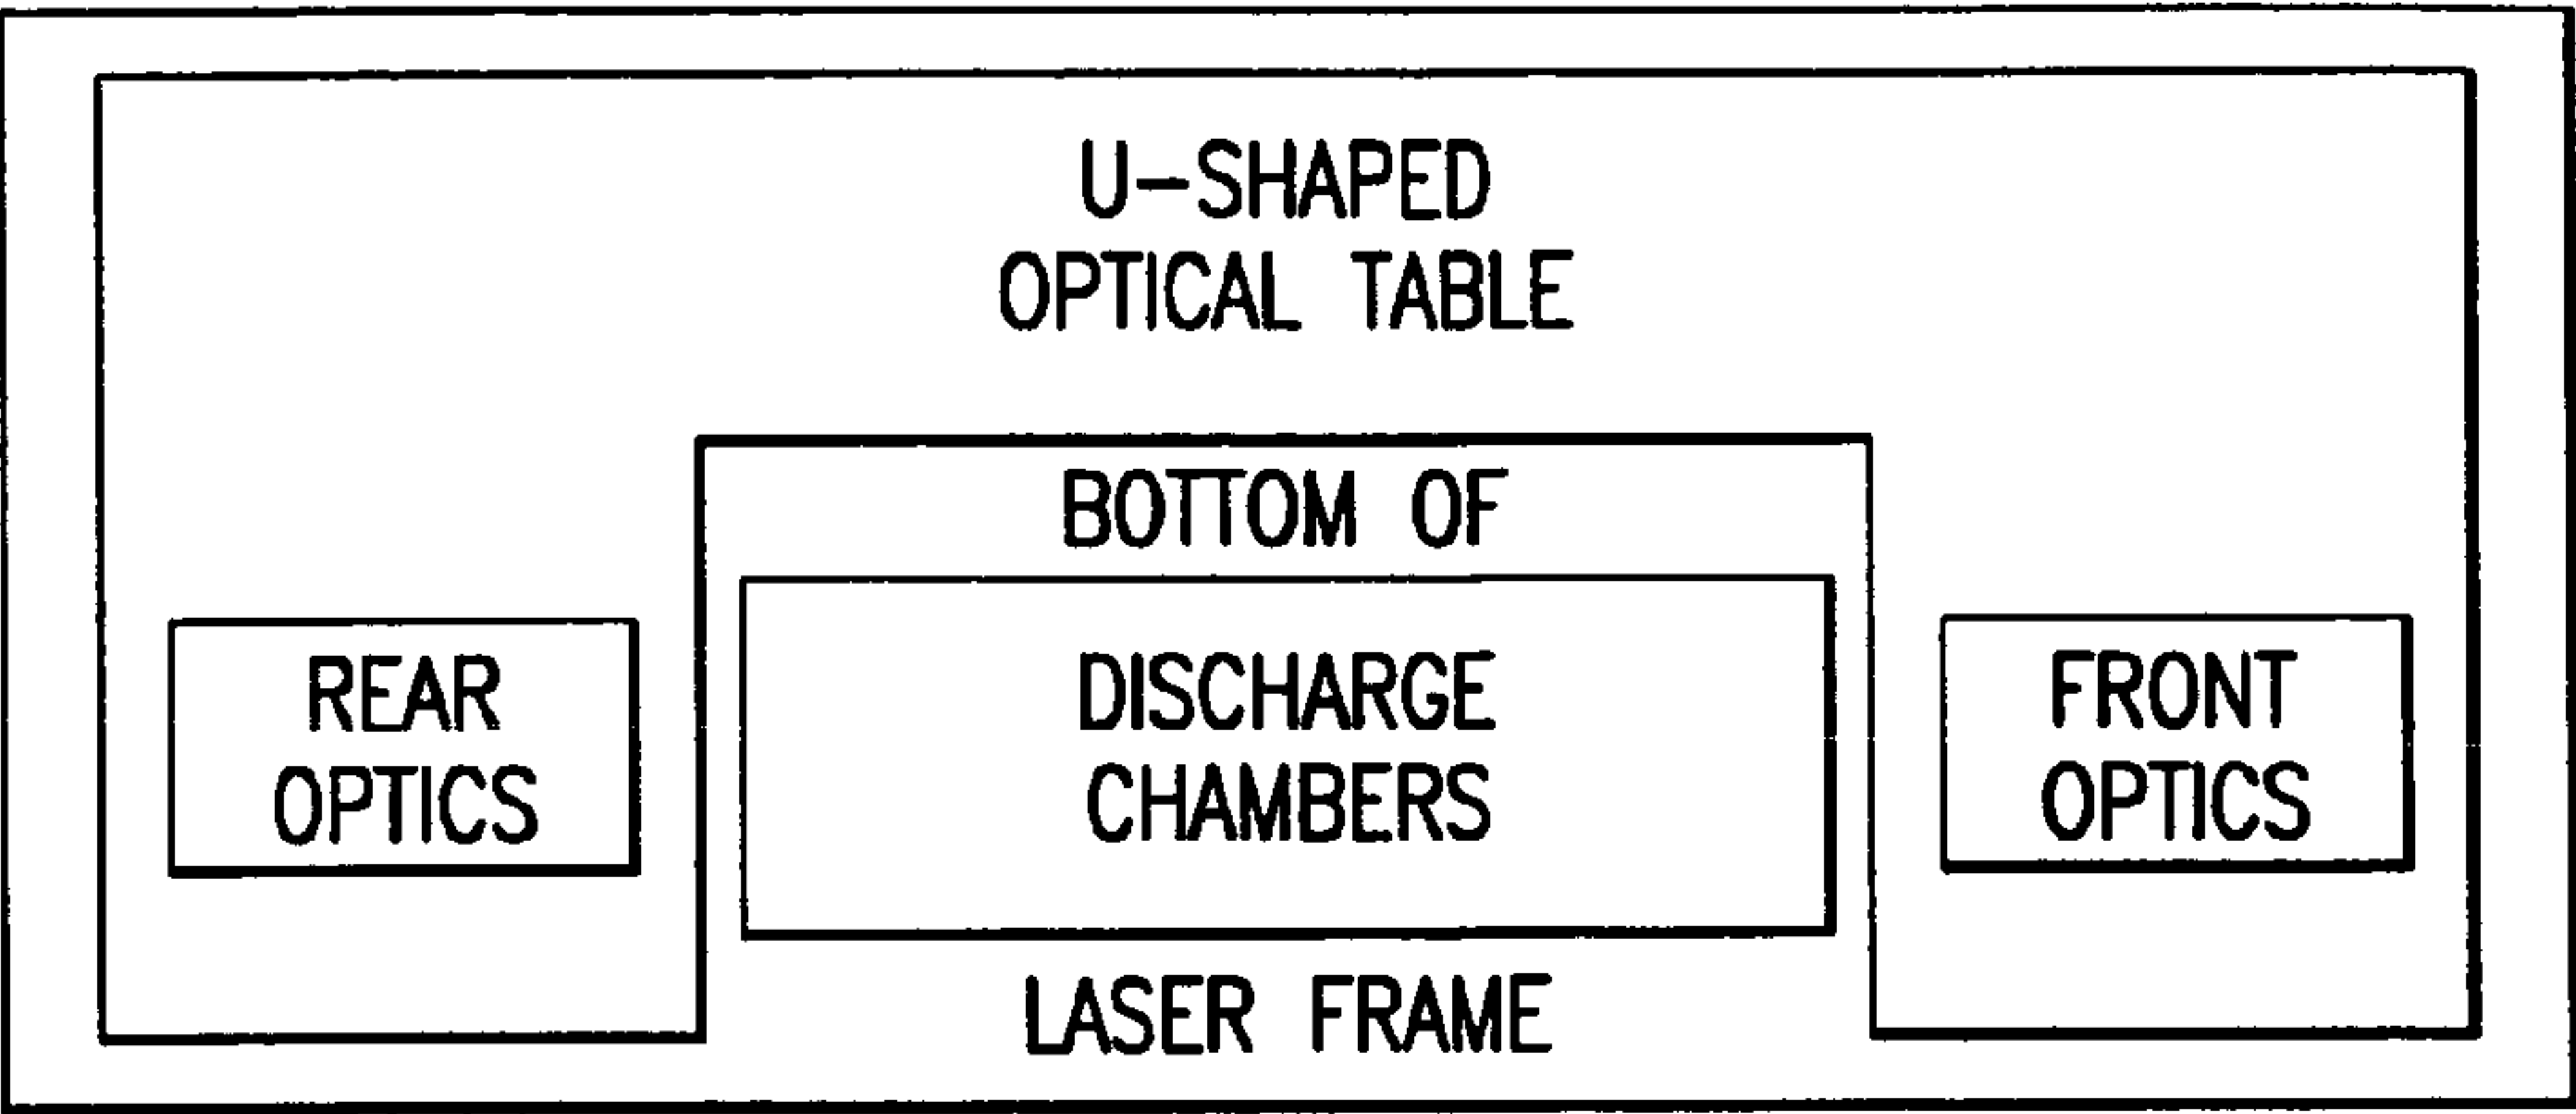 U-SHAPED
OPTICAL TABLE
BOTTOM OF
REAR
OPTICS
DISCHARGE
CHAMBERS
FRONT
OPTICS
LASER FRAME